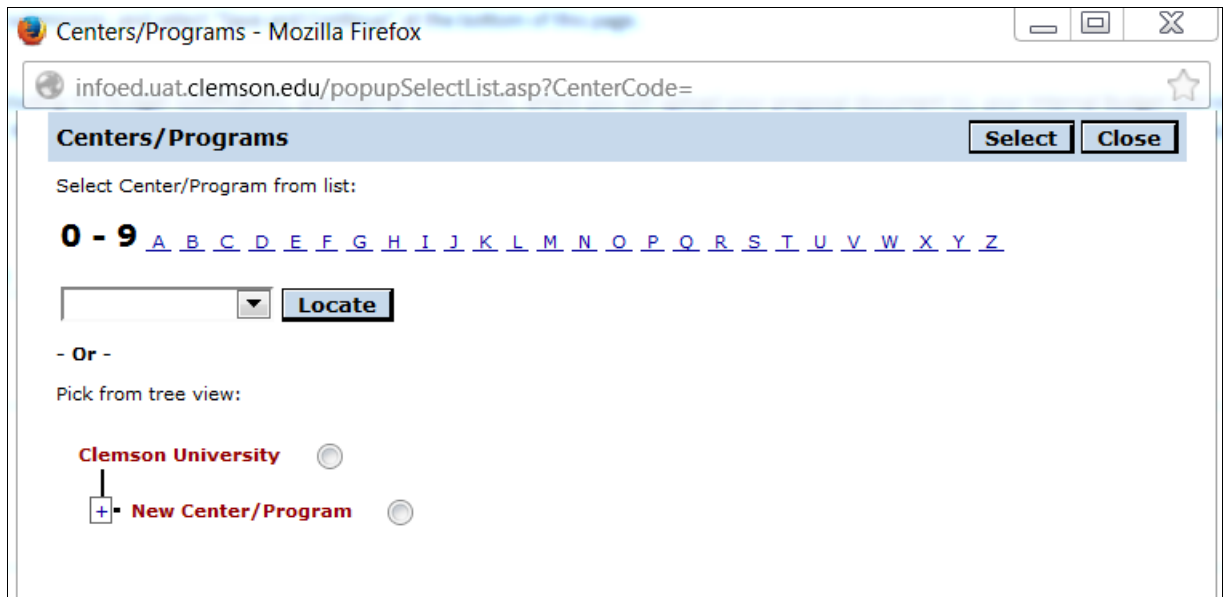 Centers/Programs - Mozilla Firefox
infoed.uat.clemson.edu/popupSelectList.asp?CenterCode=
Centers/Programs Select Close
Select Center/Program from list:
0 - 9 A B C D E F G H I J K L M N O P Q R S T U V W X Y Z
Locate
- Or -
Pick from tree view:
Clemson University
+ New Center/Program